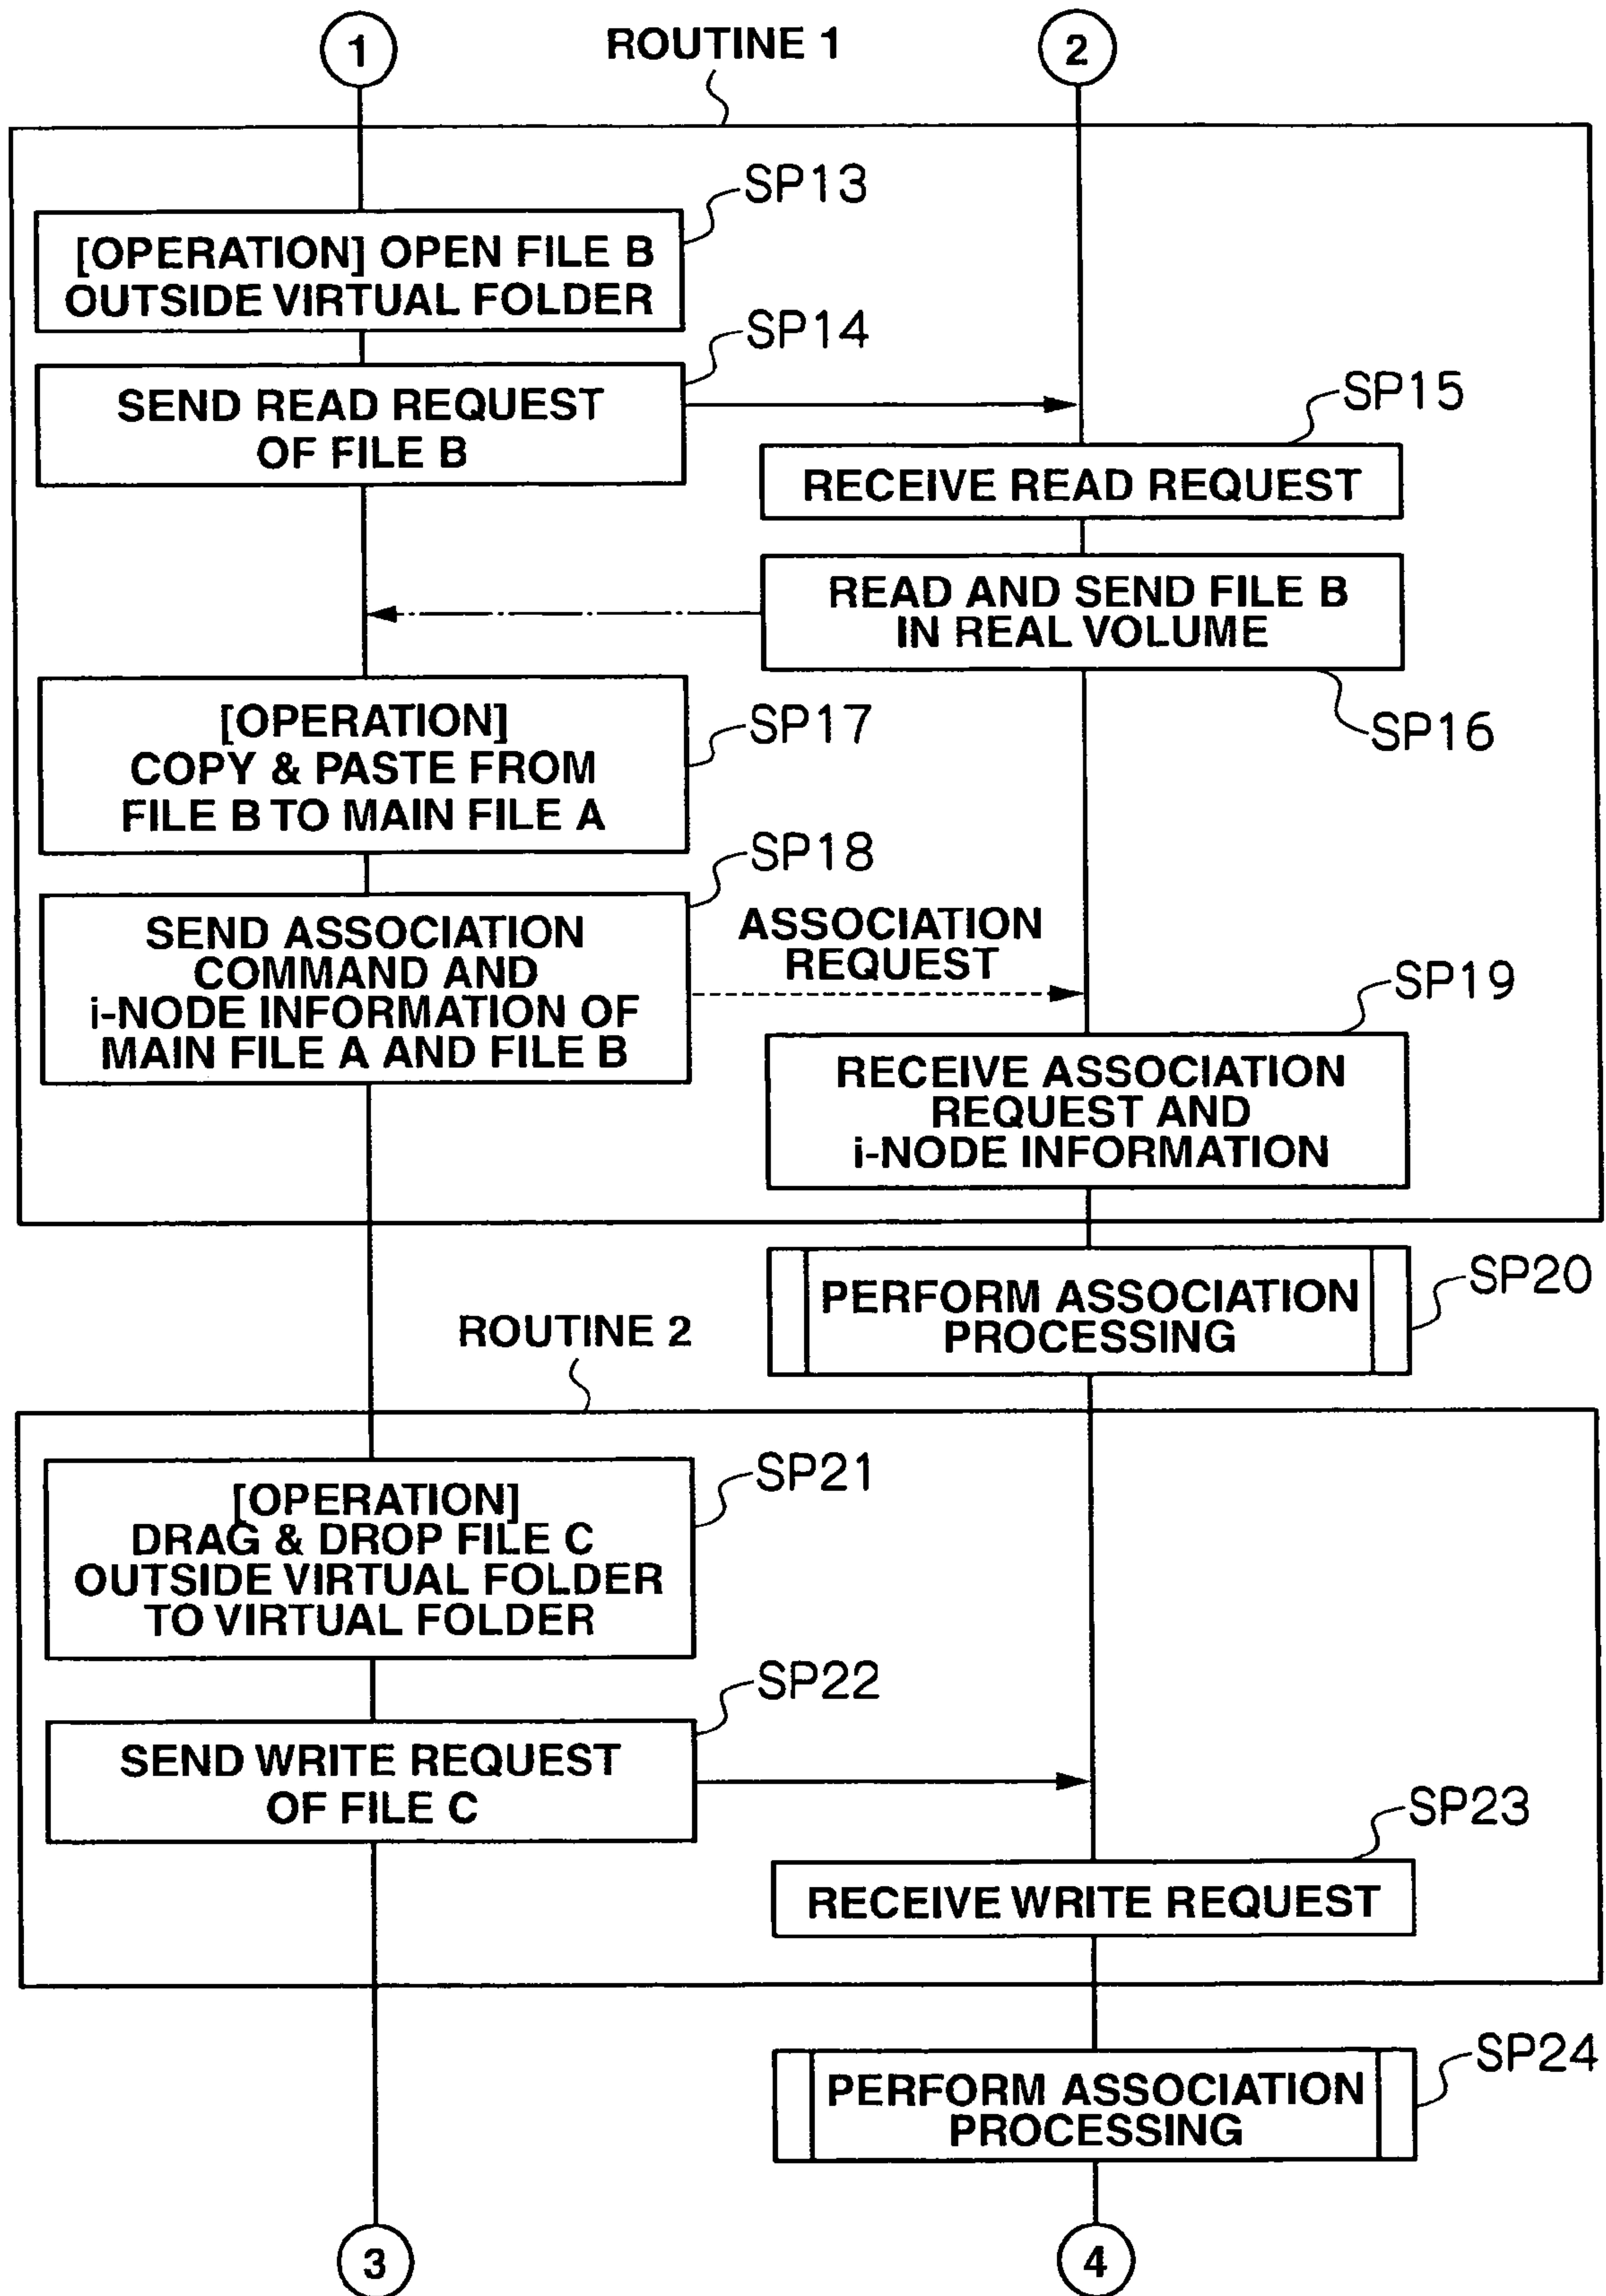 1
ROUTINE 1
2
SP13
[OPERATION] OPEN FILE B
OUTSIDE VIRTUAL FOLDER
SP14
SEND READ REQUEST
OF FILE B
SP15
RECEIVE READ REQUEST
READ AND SEND FILE B
IN REAL VOLUME
SP16
[OPERATION]
COPY & PASTE FROM
FILE B TO MAIN FILE A
SP17
SP18
SEND ASSOCIATION
COMMAND AND
i-NODE INFORMATION OF
MAIN FILE A AND FILE B
ASSOCIATION
REQUEST
SP19
RECEIVE ASSOCIATION
REQUEST AND
i-NODE INFORMATION
SP20
PERFORM ASSOCIATION
PROCESSING
ROUTINE 2
SP21
[OPERATION]
DRAG & DROP FILE C
OUTSIDE VIRTUAL FOLDER
TO VIRTUAL FOLDER
SP22
SEND WRITE REQUEST
OF FILE C
SP23
RECEIVE WRITE REQUEST
SP24
PERFORM ASSOCIATION
PROCESSING
3
4